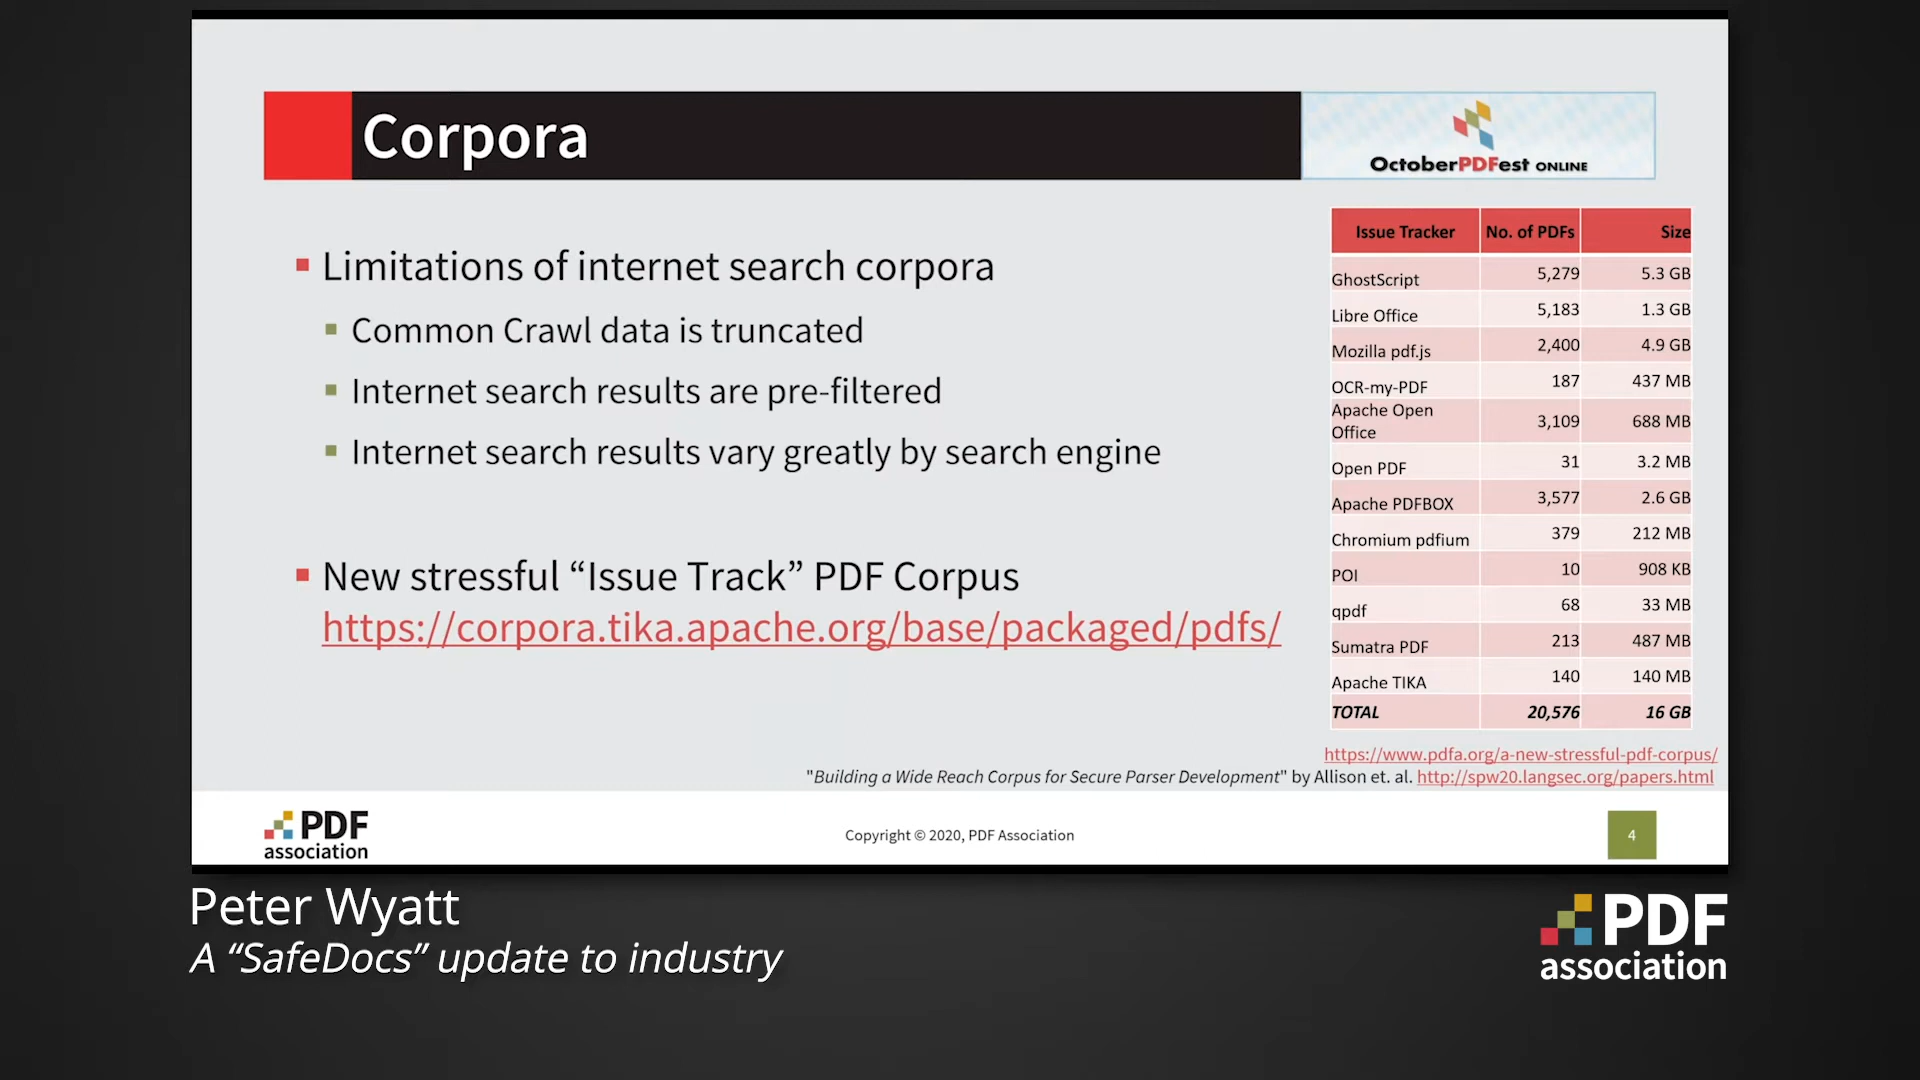 Corpora
OctoberPDFest ONLINE
Limitations of internet search corpora
Common Crawl data is truncated
Internet search results are pre-filtered
Internet search results vary greatly by search engine
New stressful “Issue Track” PDF Corpus
https://corpora.tika.apache.org/base/packaged/pdfs/
Issue Tracker No. of PDFs Size
GhostScript 5,279 5.3 GB
Libre Office 5,183 1.3 GB
Mozilla pdf.js 2,400 4.9 GB
OCR-my-PDF 187 437 MB
Apache Open
Office 3,109 688 MB
Open PDF 31 3.2 MB
Apache PDFBOX 3,577 2.6 GB
Chromium pdfium 379 212 MB
POI 10 908 KB
qpdf 68 33 MB
Sumatra PDF 213 487 MB
Apache TIKA 140 140 MB
TOTAL 20,576 16 GB
https://www.pdfa.org/a-new-stressful-pdf-corpus/
"Building a Wide Reach Corpus for Secure Parser Development" by Allison et. al. http://spw20.langsec.org/papers.html
PDF
association
Copyright © 2020, PDF Association
4
Peter Wyatt
A “SafeDocs” update to industry
PDF
association